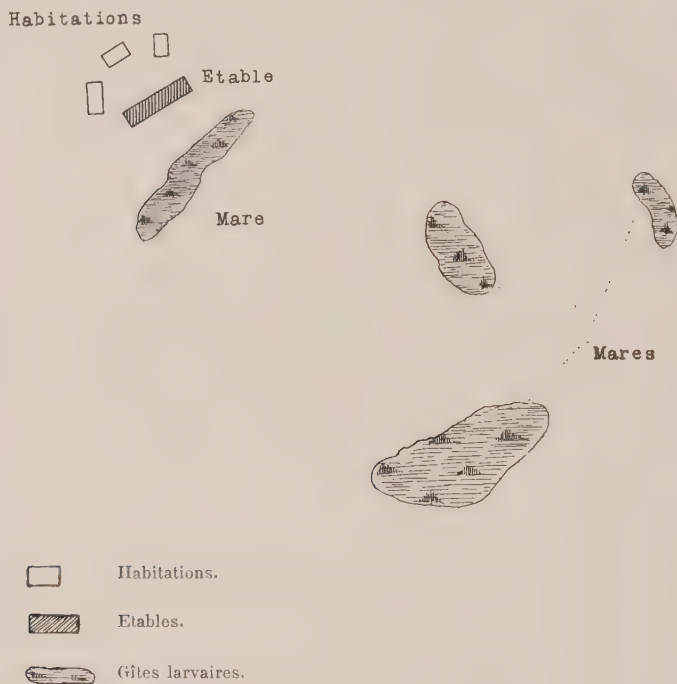 Habitations
Etable
Mare
Mares
Habitations.
Etables.
Gîtes larvaires.